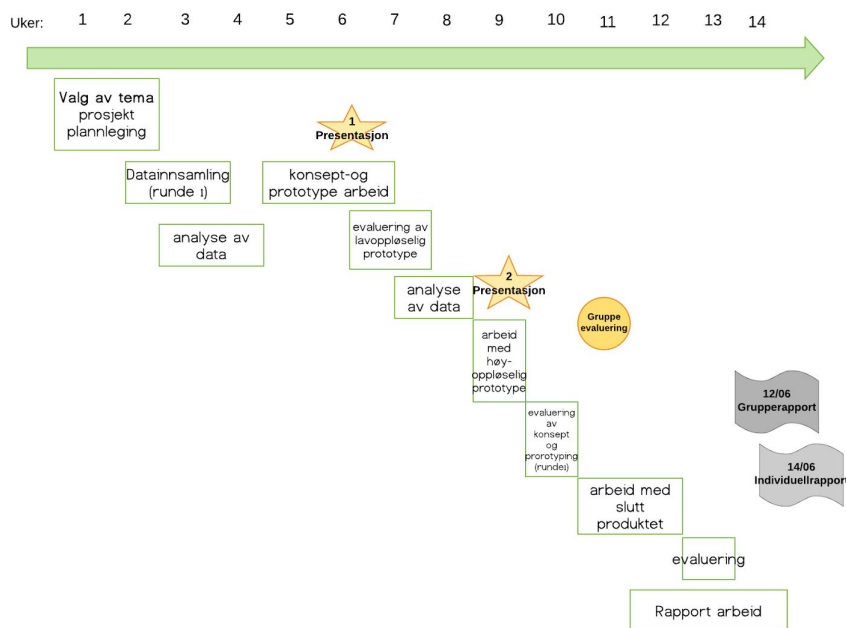 Uker: 1 2 3 4 5 6 7 8 9 10 11 12 13 14
Valg av tema
prosjekt
plannleging
1
Presentasjon
Datainnsamling
(runde 1)
konsept-og
prototype arbeid
analyse av
data
evaluering av
lavoppløselig
prototype
analyse
av data
2
Presentasjon
Gruppe
evaluering
arbeid
med
høy-
oppløselig
prototype
12/06
Grupperapport
evaluering
av
konsept
og
prorotyping
(runde2)
14/06
Individuellrapport
arbeid med
slutt
produktet
evaluering
Rapport arbeid